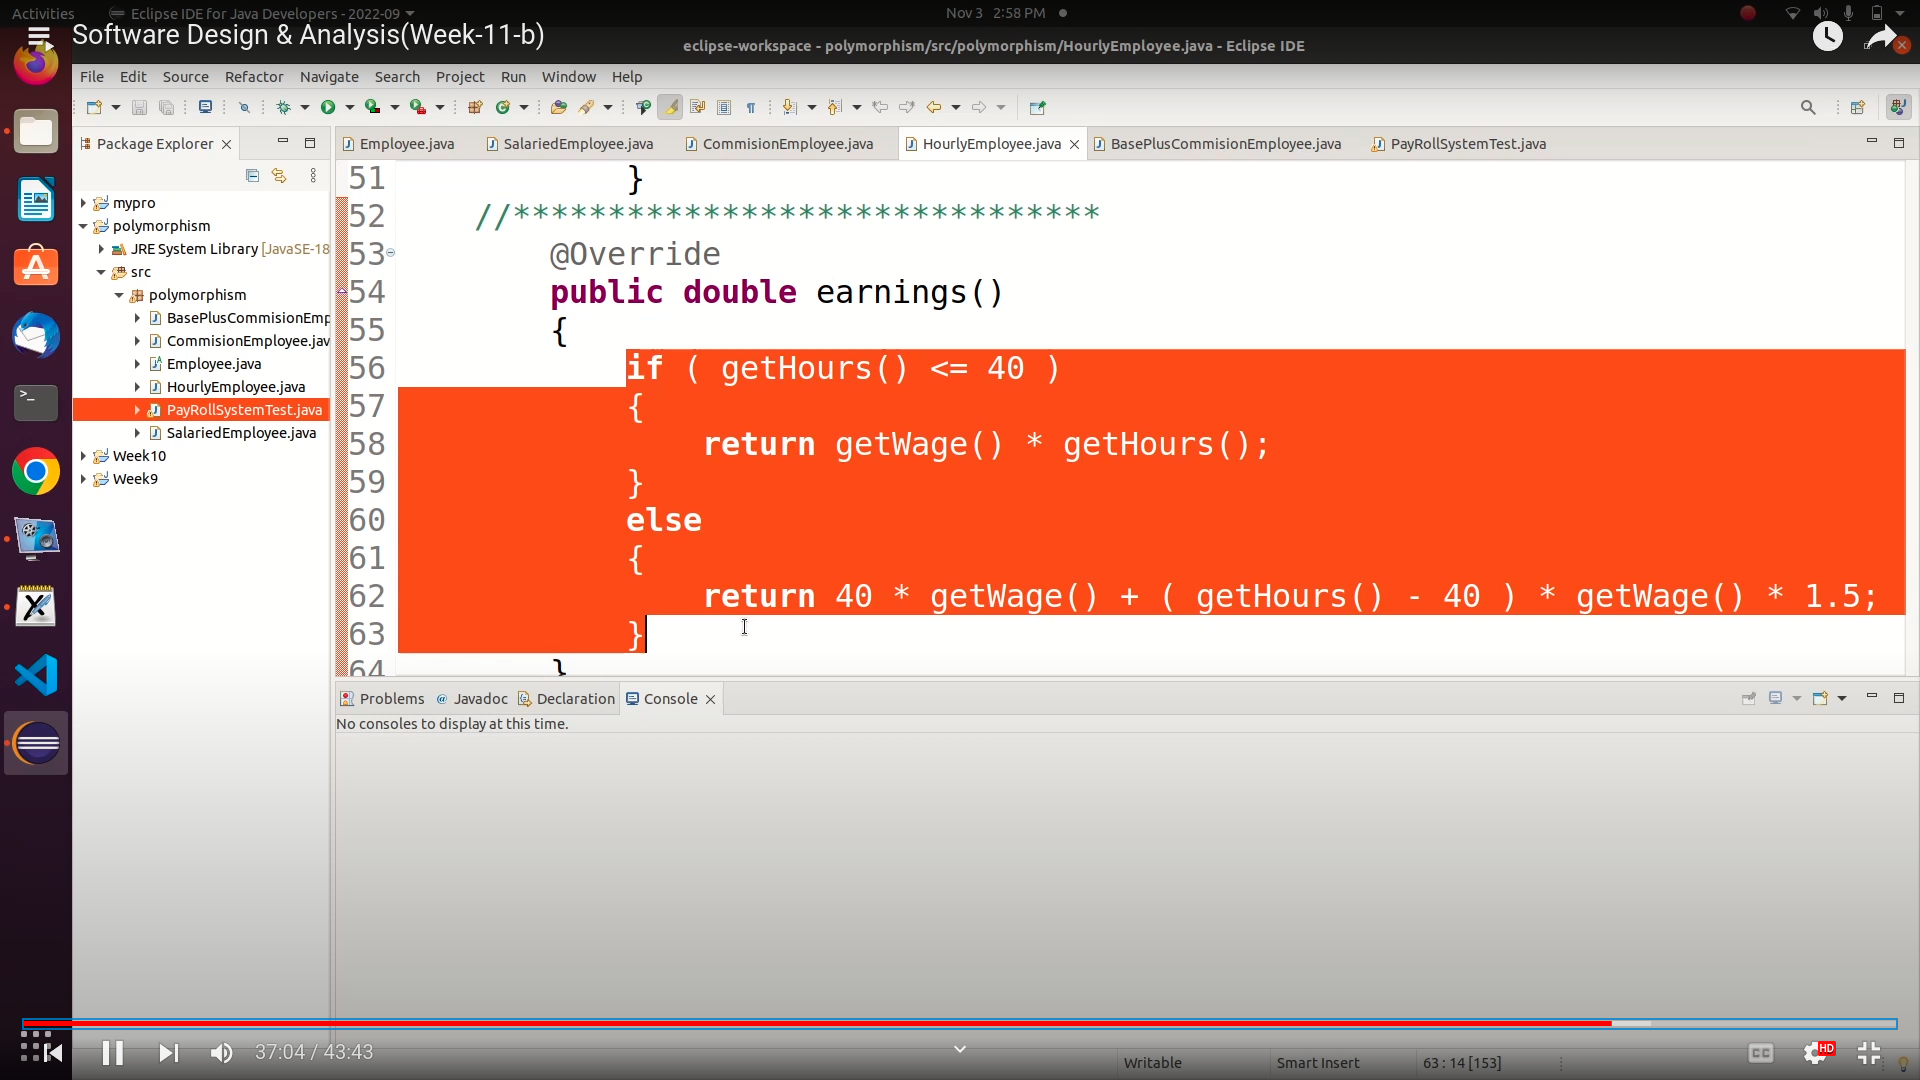 Activities
Eclipse IDE for Java Developers - 2022-09
Nov 3 2:58 PM
Software Design & Analysis(Week-11-b)
eclipse-workspace - polymorphism/src/polymorphism/HourlyEmployee.java - Eclipse IDE
File Edit Source Refactor Navigate Search Project Run Window Help
Package Explorer
Employee.java SalariedEmployee.java CommisionEmployee.java HourlyEmployee.java BasePlusCommisionEmployee.java PayRollSystemTest.java
mypro
polymorphism
JRE System Library [JavaSE-18
src
polymorphism
BasePlusCommisionEmp
CommisionEmployee.jav
Employee.java
HourlyEmployee.java
PayRollSystemTest.java
SalariedEmployee.java
Week10
Week9
51 }
52 //*******************************
53 @Override
54 public double earnings()
55 {
56 if ( getHours() <= 40 )
57 {
58 return getWage() * getHours();
59 }
60 else
61 {
62 return 40 * getWage() + ( getHours() - 40 ) * getWage() * 1.5;
63 }
64 }
Problems @ Javadoc Declaration Console
No consoles to display at this time.
37:04 / 43:43
Writable Smart Insert 63 : 14 [153]
CC HD